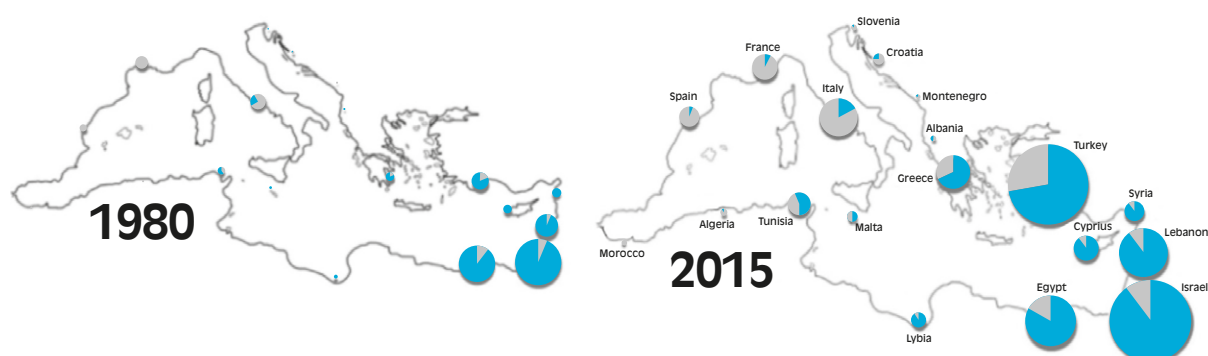 1980
2015
Slovenia
France
Croatia
Spain
Italy
Montenegro
Albania
Turkey
Greece
Syria
Tunisia
Algeria
Malta
Cyprlus
Lebanon
Morocco
Egypt
Israel
Lybia